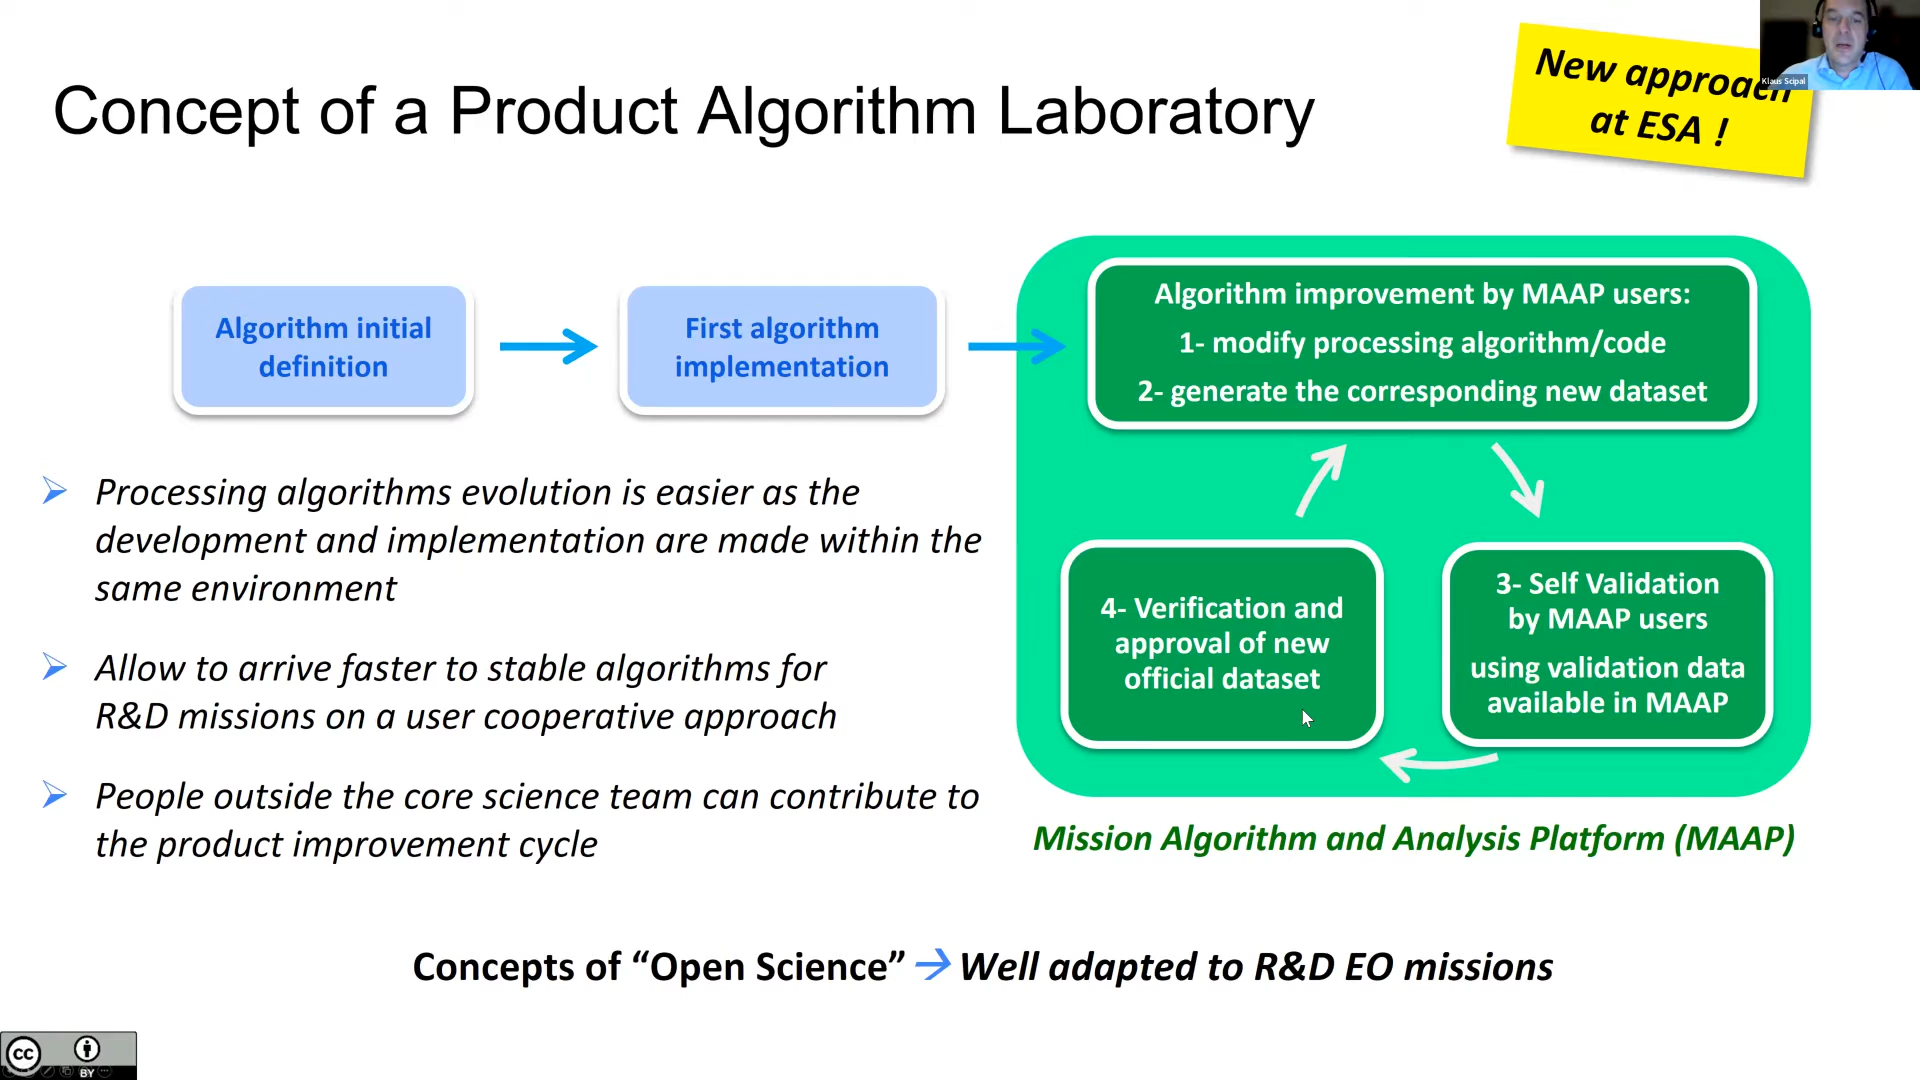 Concept of a Product Algorithm Laboratory
New approach
at ESA !
Klaus Scipal
Algorithm initial
definition
First algorithm
implementation
Algorithm improvement by MAAP users:
1- modify processing algorithm/code
2- generate the corresponding new dataset
Processing algorithms evolution is easier as the
development and implementation are made within the
same environment
Allow to arrive faster to stable algorithms for
R&D missions on a user cooperative approach
People outside the core science team can contribute to
the product improvement cycle
4- Verification and
approval of new
official dataset
3- Self Validation
by MAAP users
using validation data
available in MAAP
Mission Algorithm and Analysis Platform (MAAP)
Concepts of “Open Science” → Well adapted to R&D EO missions
cc
BY